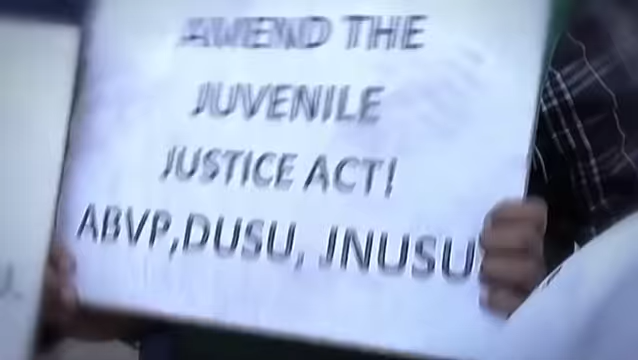 AMEND THE
JUVENILE
JUSTICE ACT!
ABVP,DUSU, JNUSU